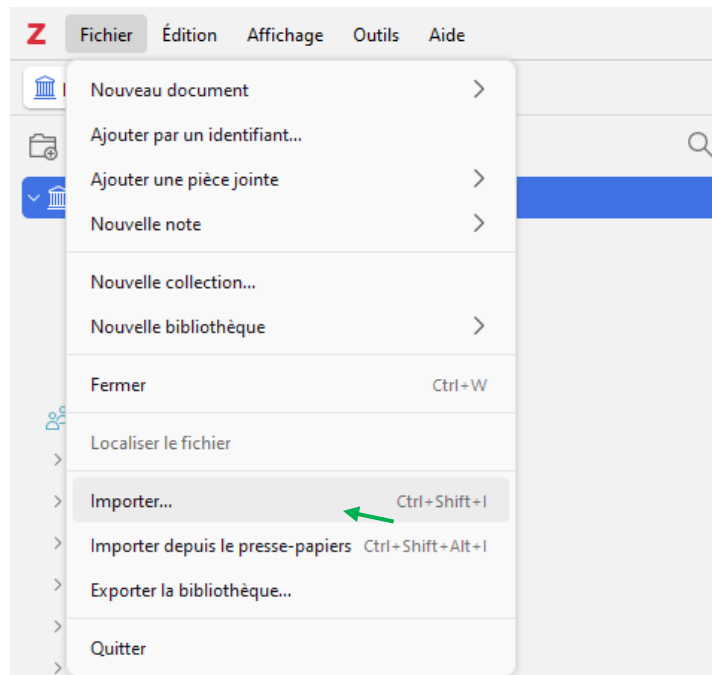 Z Fichier Édition Affichage Outils Aide
Nouveau document
Ajouter par un identifiant...
Ajouter une pièce jointe
Nouvelle note
Nouvelle collection...
Nouvelle bibliothèque
Fermer Ctrl+W
Localiser le fichier
Importer... Ctrl+Shift+I
Importer depuis le presse-papiers Ctrl+Shift+Alt+I
Exporter la bibliothèque...
Quitter